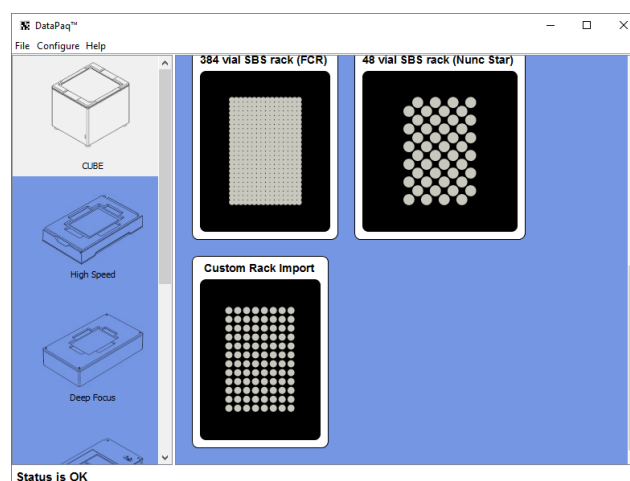 DataPaq™
File Configure Help
384 vial SBS rack (FCR)
48 vial SBS rack (Nunc Star)
CUBE
High Speed
Custom Rack Import
Deep Focus
Status is OK